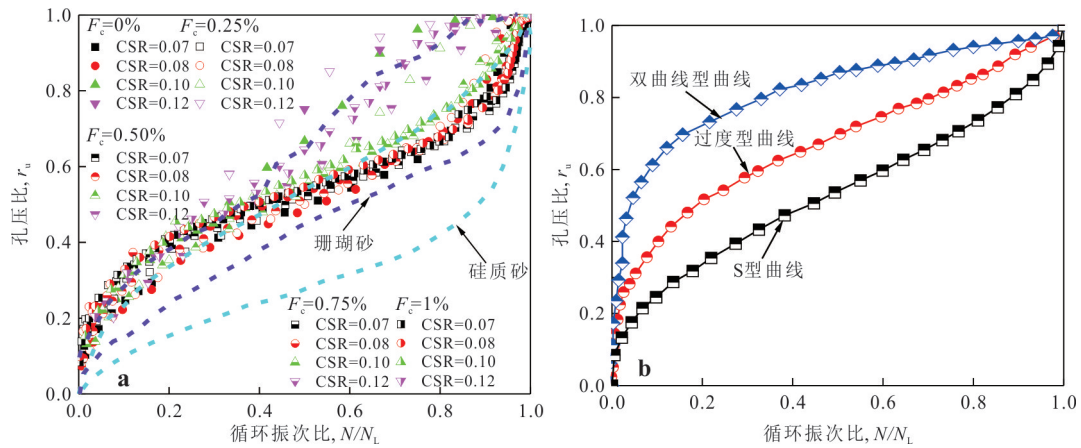 1.0
0.8
0.6
0.4
0.2
0.0
孔压比, r_u
0.0 0.2 0.4 0.6 0.8 1.0
循环振次比, N/N_L
F_c=0% F_c=0.25%
CSR=0.07 CSR=0.07
CSR=0.08 CSR=0.08
CSR=0.10 CSR=0.10
CSR=0.12 CSR=0.12
F_c=0.50%
CSR=0.07
CSR=0.08
CSR=0.10
CSR=0.12
珊瑚砂
硅质砂
F_c=0.75% F_c=1%
CSR=0.07 CSR=0.07
CSR=0.08 CSR=0.08
CSR=0.10 CSR=0.10
CSR=0.12 CSR=0.12
a
1.0
0.8
0.6
0.4
0.2
0.0
孔压比, r_u
0.0 0.2 0.4 0.6 0.8 1.0
循环振次比, N/N_L
双曲线型曲线
过度型曲线
S型曲线
b